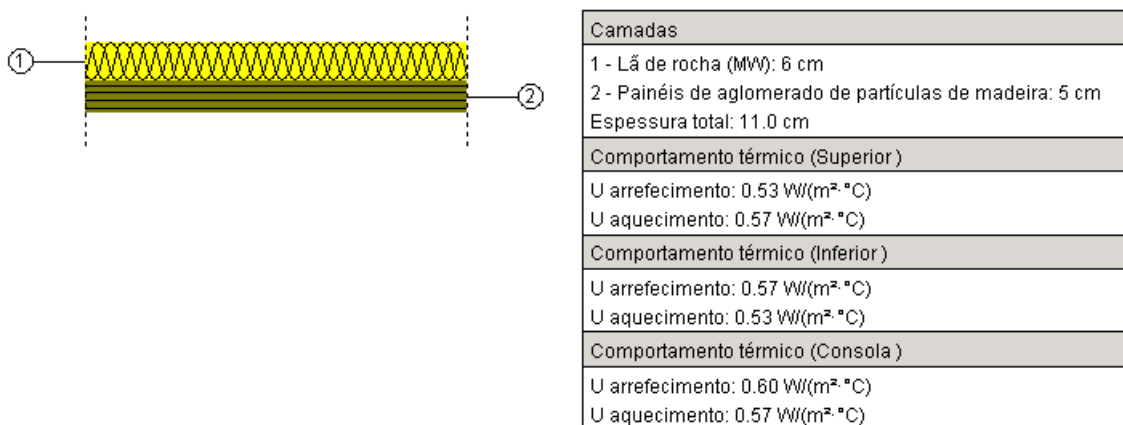 1
2
Camadas
1 - Lã de rocha (MW): 6 cm
2 - Painéis de aglomerado de partículas de madeira: 5 cm
Espessura total: 11.0 cm
Comportamento térmico (Superior )
U arrefecimento: 0.53 W/(m²·°C)
U aquecimento: 0.57 W/(m²·°C)
Comportamento térmico (Inferior )
U arrefecimento: 0.57 W/(m²·°C)
U aquecimento: 0.53 W/(m²·°C)
Comportamento térmico (Consola )
U arrefecimento: 0.60 W/(m²·°C)
U aquecimento: 0.57 W/(m²·°C)